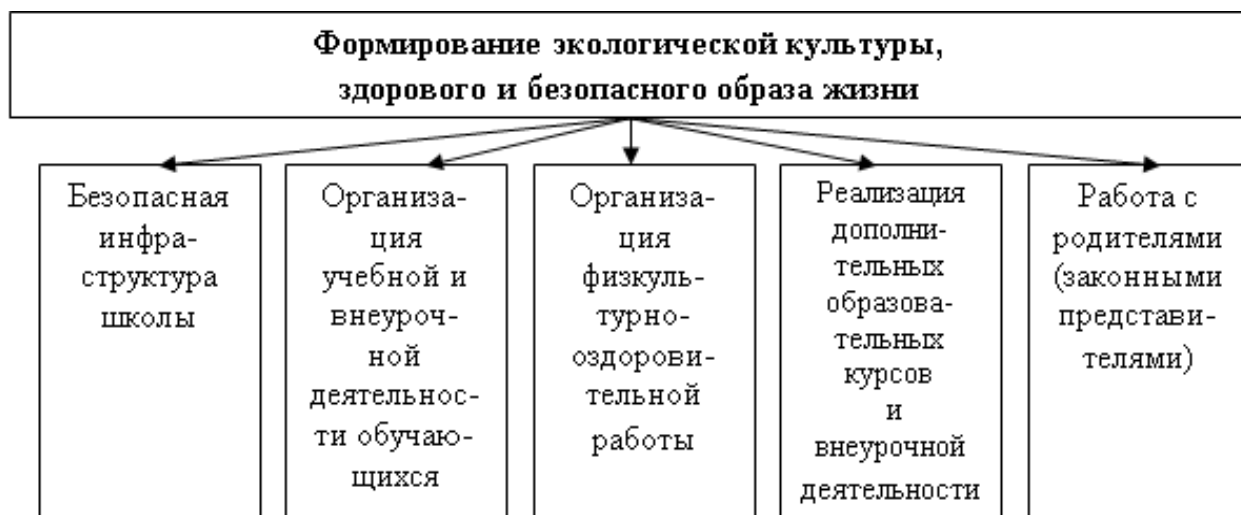 Формирование экологической культуры,
здорового и безопасного образа жизни
Безопасная
инфра-
структура
школы
Организа-
ция
учебной и
внеуроч-
ной
деятельнос-
ти обучаю-
щихся
Организа-
ция
физкуль-
турно-
оздорови-
тельной
работы
Реализация
дополни-
тельных
образова-
тельных
курсов
и
внеурочной
деятельности
Работа с
родителями
(законными
представи-
телями)